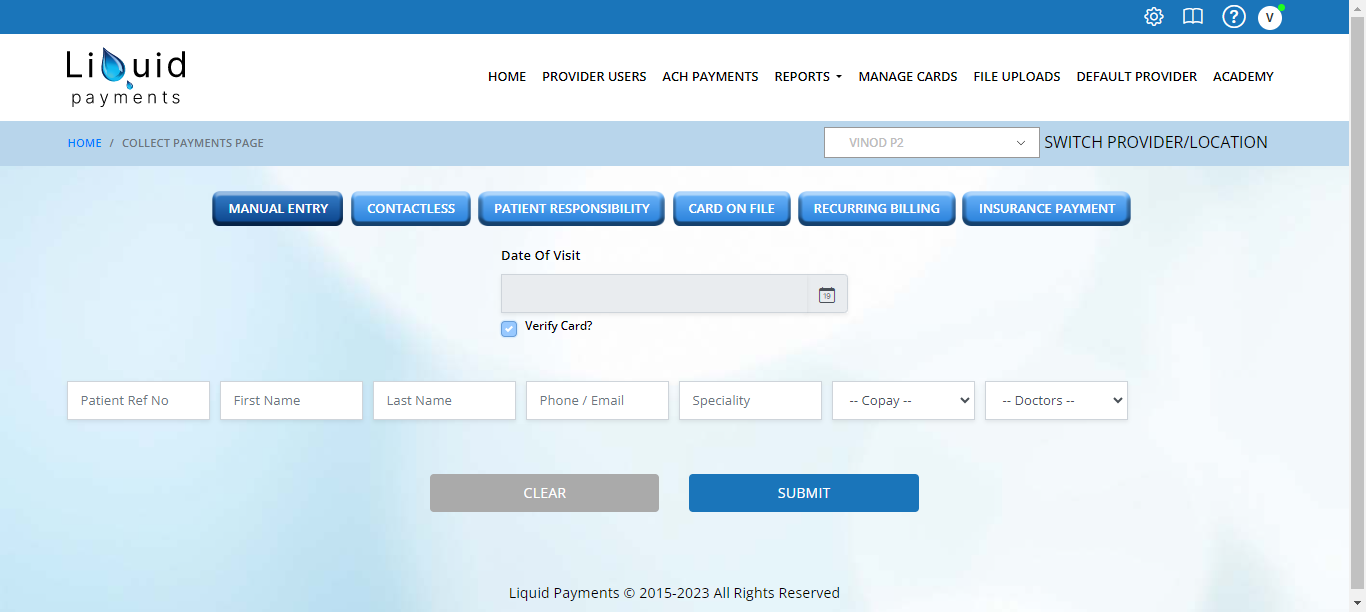 V
Liquid
payments
HOME PROVIDER USERS ACH PAYMENTS REPORTS MANAGE CARDS FILE UPLOADS DEFAULT PROVIDER ACADEMY
HOME / COLLECT PAYMENTS PAGE VINOD P2 SWITCH PROVIDER/LOCATION
MANUAL ENTRY CONTACTLESS PATIENT RESPONSIBILITY CARD ON FILE RECURRING BILLING INSURANCE PAYMENT
Date Of Visit
19
Verify Card?
Patient Ref No First Name Last Name Phone / Email Speciality -- Copay -- -- Doctors --
CLEAR SUBMIT
Liquid Payments © 2015-2023 All Rights Reserved